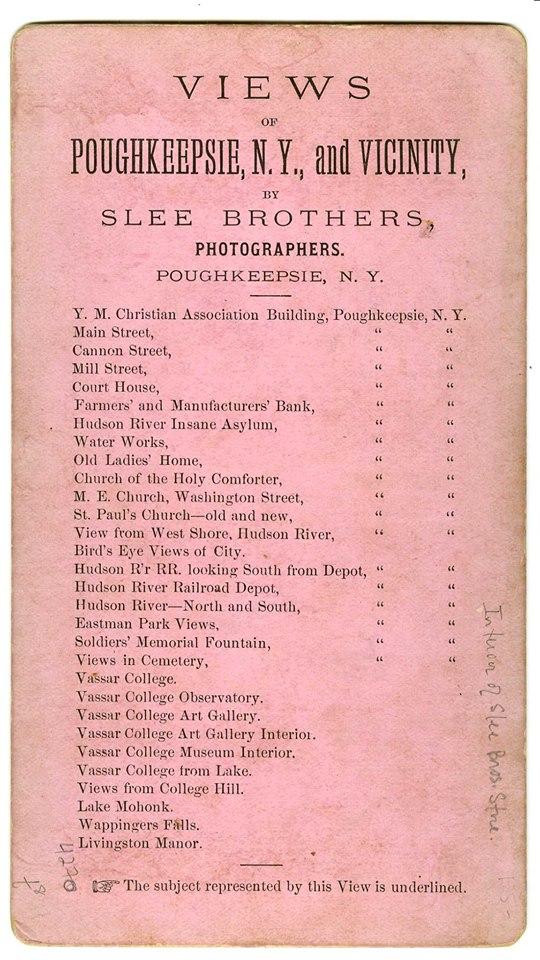 VIEWS
OF
POUGHKEEPSIE, N. Y., and VICINITY,
BY
SLEE BROTHERS,
PHOTOGRAPHERS.
POUGHKEEPSIE, N. Y.
Y. M. Christian Association Building, Poughkeepsie, N. Y.
Main Street, “ “
Cannon Street, “ “
Mill Street, “ “
Court House, “ “
Farmers' and Manufacturers' Bank, “ “
Hudson River Insane Asylum, “ “
Water Works, “ “
Old Ladies' Home, “ “
Church of the Holy Comforter, “ “
M. E. Church, Washington Street, “ “
St. Paul's Church—old and new, “ “
View from West Shore, Hudson River, “ “
Bird's Eye Views of City.
Hudson R'r RR. looking South from Depot, “ “
Hudson River Railroad Depot, “ “
Hudson River—North and South, “ “
Eastman Park Views, “ “
Soldiers' Memorial Fountain, “ “
Views in Cemetery, “ “
Vassar College.
Vassar College Observatory.
Vassar College Art Gallery.
Vassar College Art Gallery Interior.
Vassar College Museum Interior.
Vassar College from Lake.
Views from College Hill.
Lake Mohonk.
Wappingers Falls.
Livingston Manor.
☞ The subject represented by this View is underlined.
Interior of Slee Bros. Store.
4220